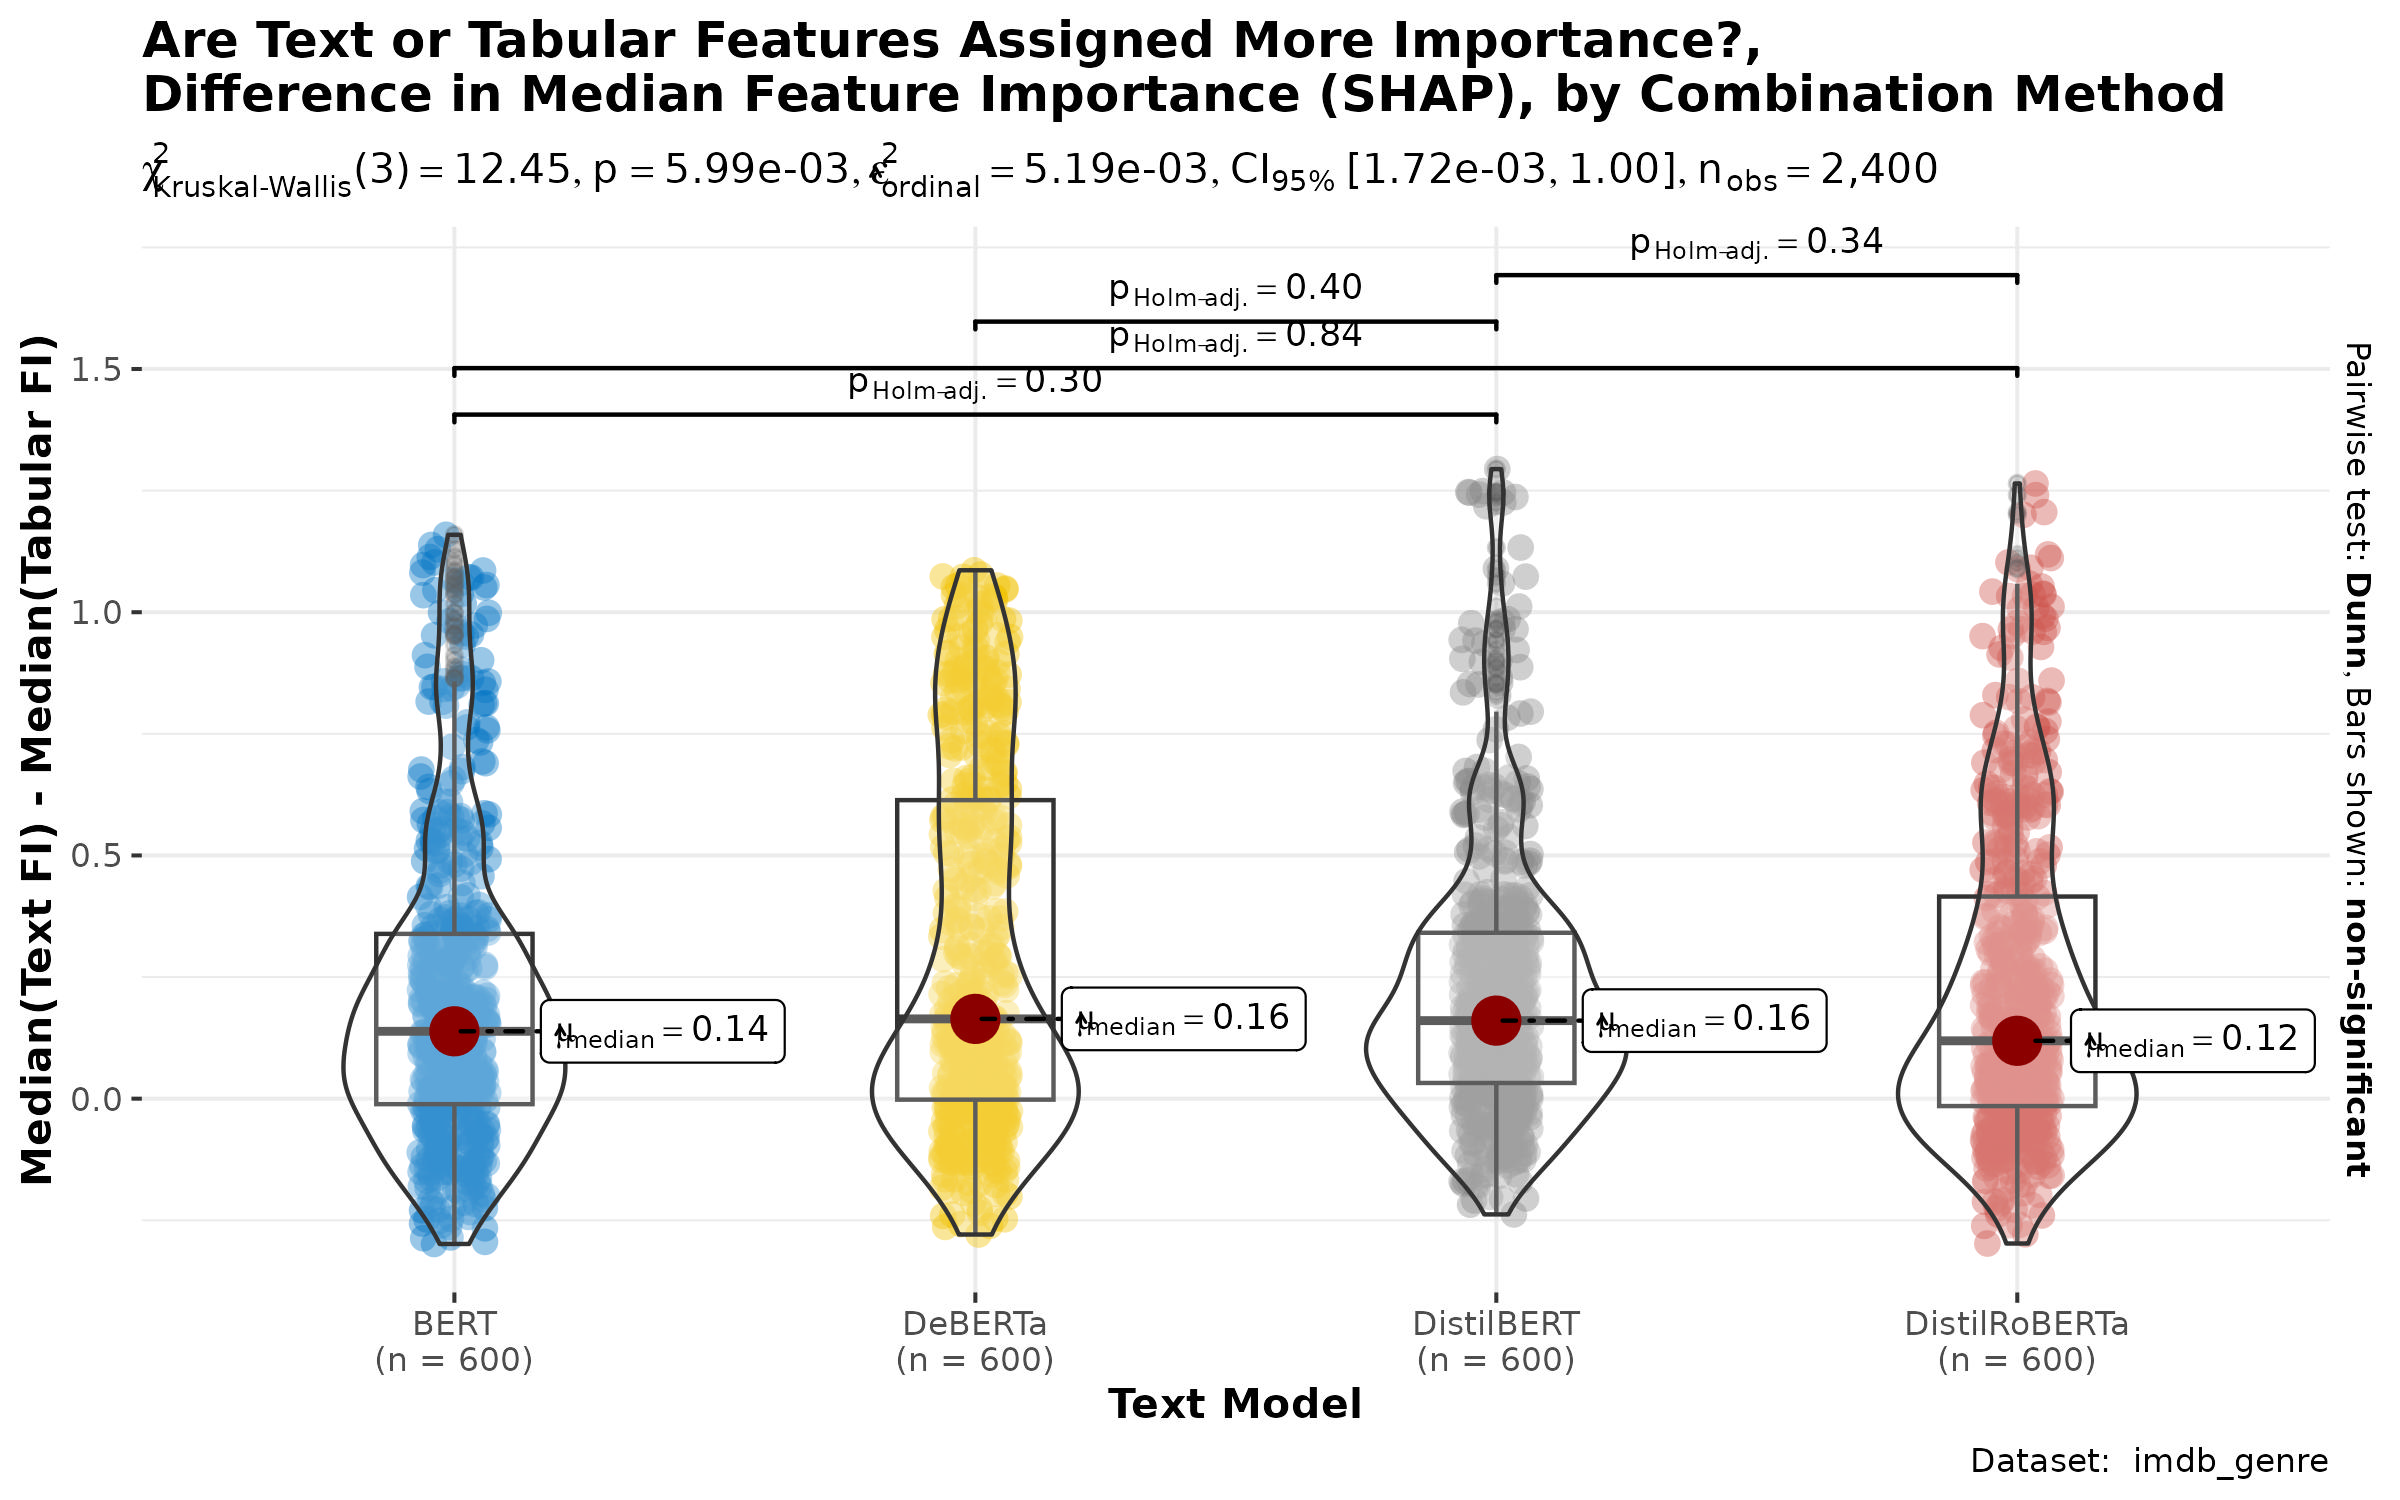 Are Text or Tabular Features Assigned More Importance?,
Difference in Median Feature Importance (SHAP), by Combination Method
χ²Kruskal-Wallis (3) = 12.45, p = 5.99e-03, ε̂²ordinal = 5.19e-03, CI95% [1.72e-03, 1.00], nobs = 2,400
pHolm-adj. = 0.34
pHolm-adj. = 0.40
pHolm-adj. = 0.84
pHolm-adj. = 0.30
Median(Text FI) - Median(Tabular FI)
1.5
1.0
0.5
0.0
μ̂median = 0.14
μ̂median = 0.16
μ̂median = 0.16
μ̂median = 0.12
Pairwise test: Dunn, Bars shown: non-significant
BERT
(n = 600)
DeBERTa
(n = 600)
DistilBERT
(n = 600)
DistilRoBERTa
(n = 600)
Text Model
Dataset: imdb_genre